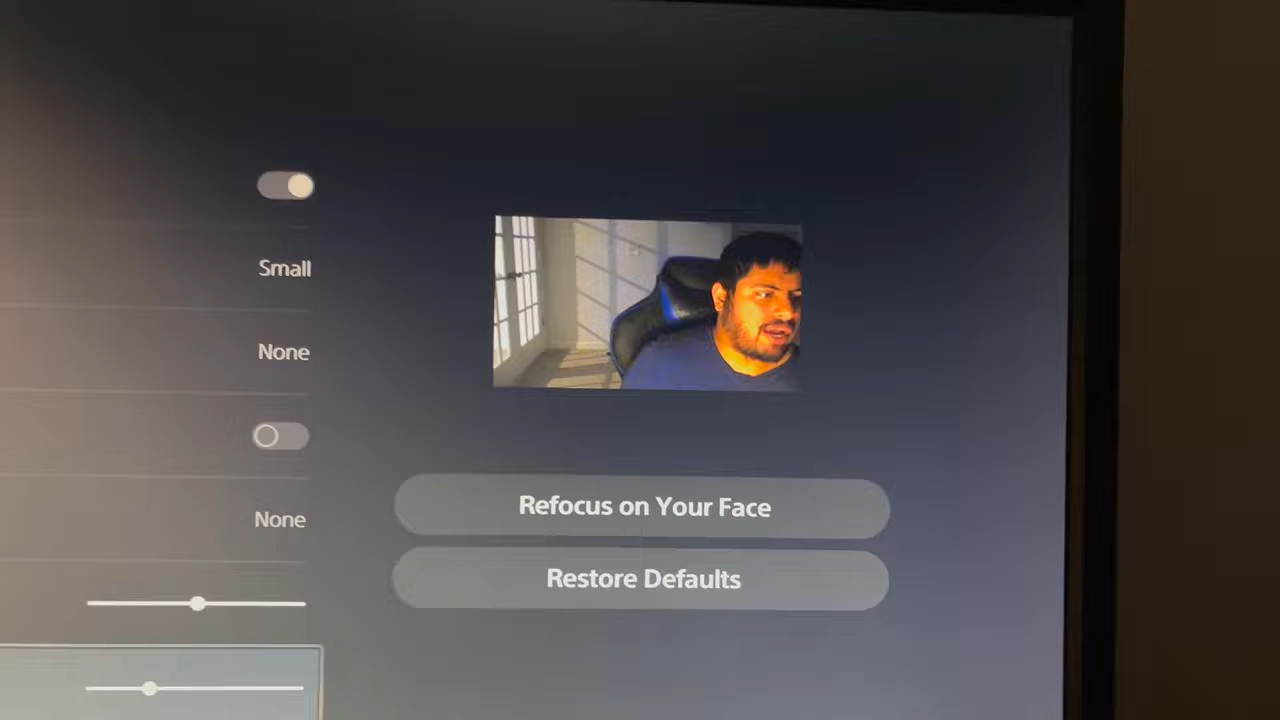 Small
None
None
Refocus on Your Face
Restore Defaults